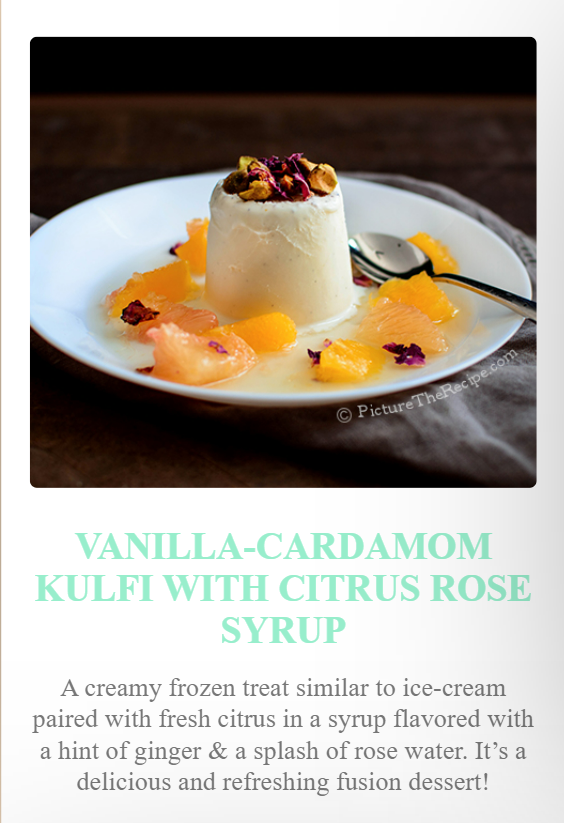 © PictureTheRecipe.com
VANILLA-CARDAMOM
KULFI WITH CITRUS ROSE
SYRUP
A creamy frozen treat similar to ice-cream
paired with fresh citrus in a syrup flavored with
a hint of ginger & a splash of rose water. It’s a
delicious and refreshing fusion dessert!